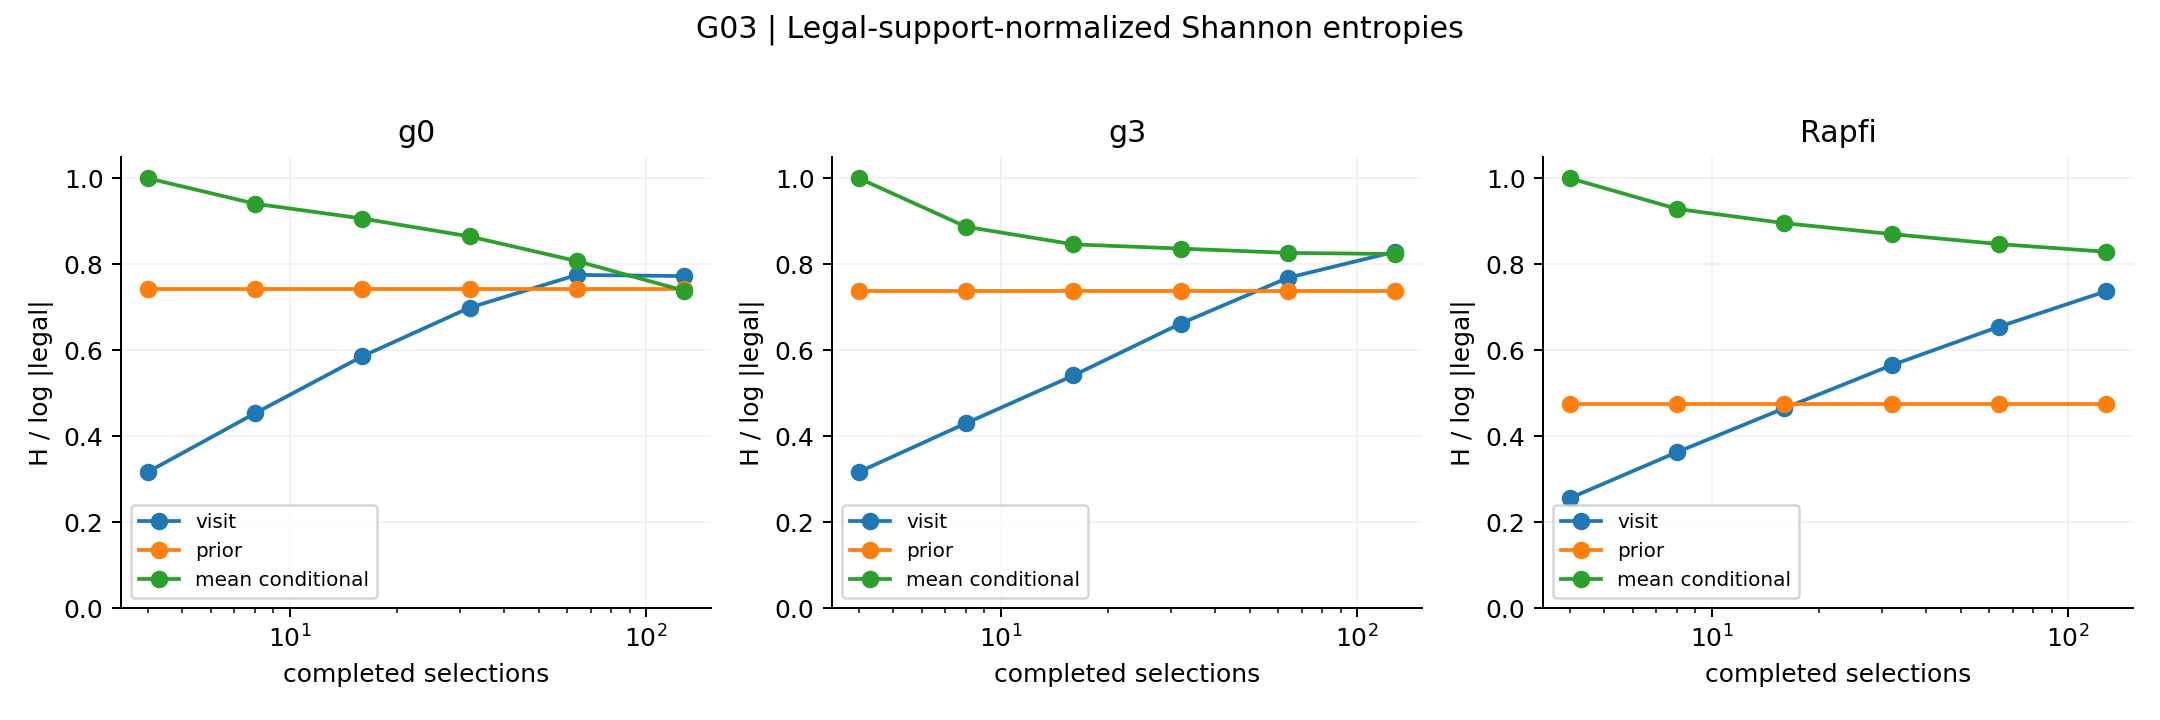 G03 | Legal-support-normalized Shannon entropies
g0
H / log |legal|
1.0
0.8
0.6
0.4
0.2
0.0
visit
prior
mean conditional
10¹
10²
completed selections
g3
H / log |legal|
1.0
0.8
0.6
0.4
0.2
0.0
visit
prior
mean conditional
10¹
10²
completed selections
Rapfi
H / log |legal|
1.0
0.8
0.6
0.4
0.2
0.0
visit
prior
mean conditional
10¹
10²
completed selections